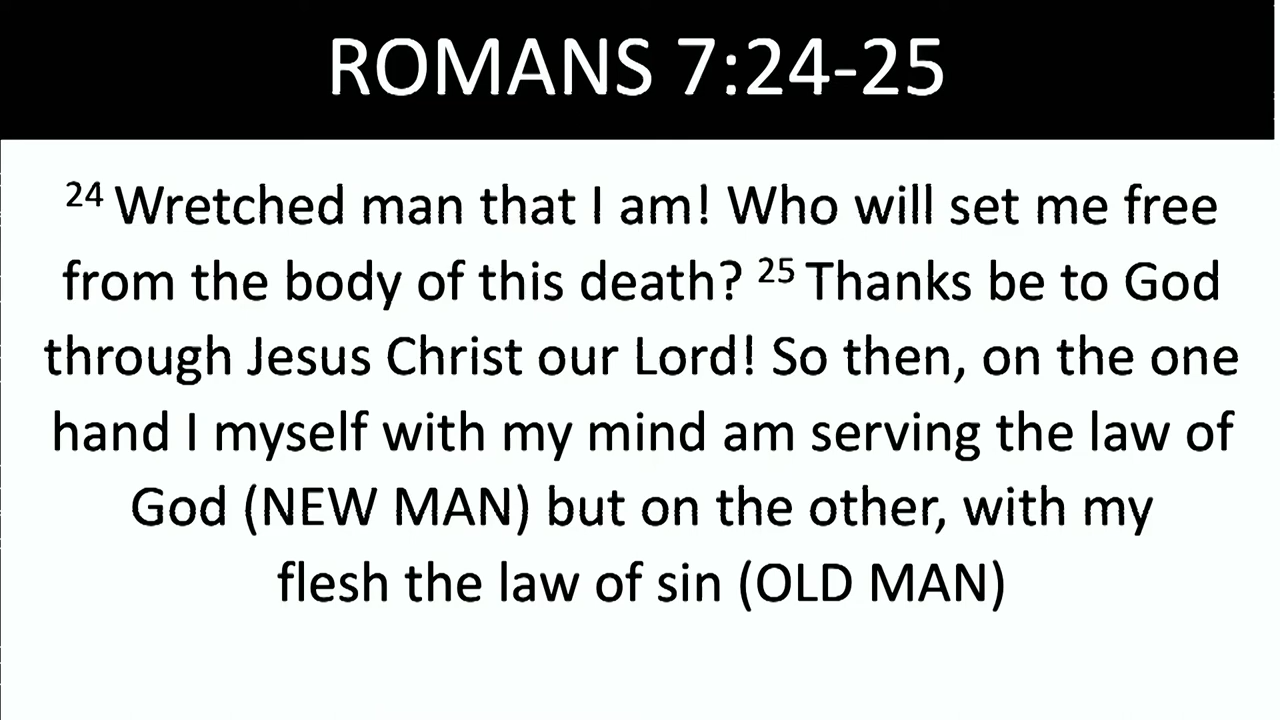 ROMANS 7:24-25
24 Wretched man that I am! Who will set me free
from the body of this death? 25 Thanks be to God
through Jesus Christ our Lord! So then, on the one
hand I myself with my mind am serving the law of
God (NEW MAN) but on the other, with my
flesh the law of sin (OLD MAN)